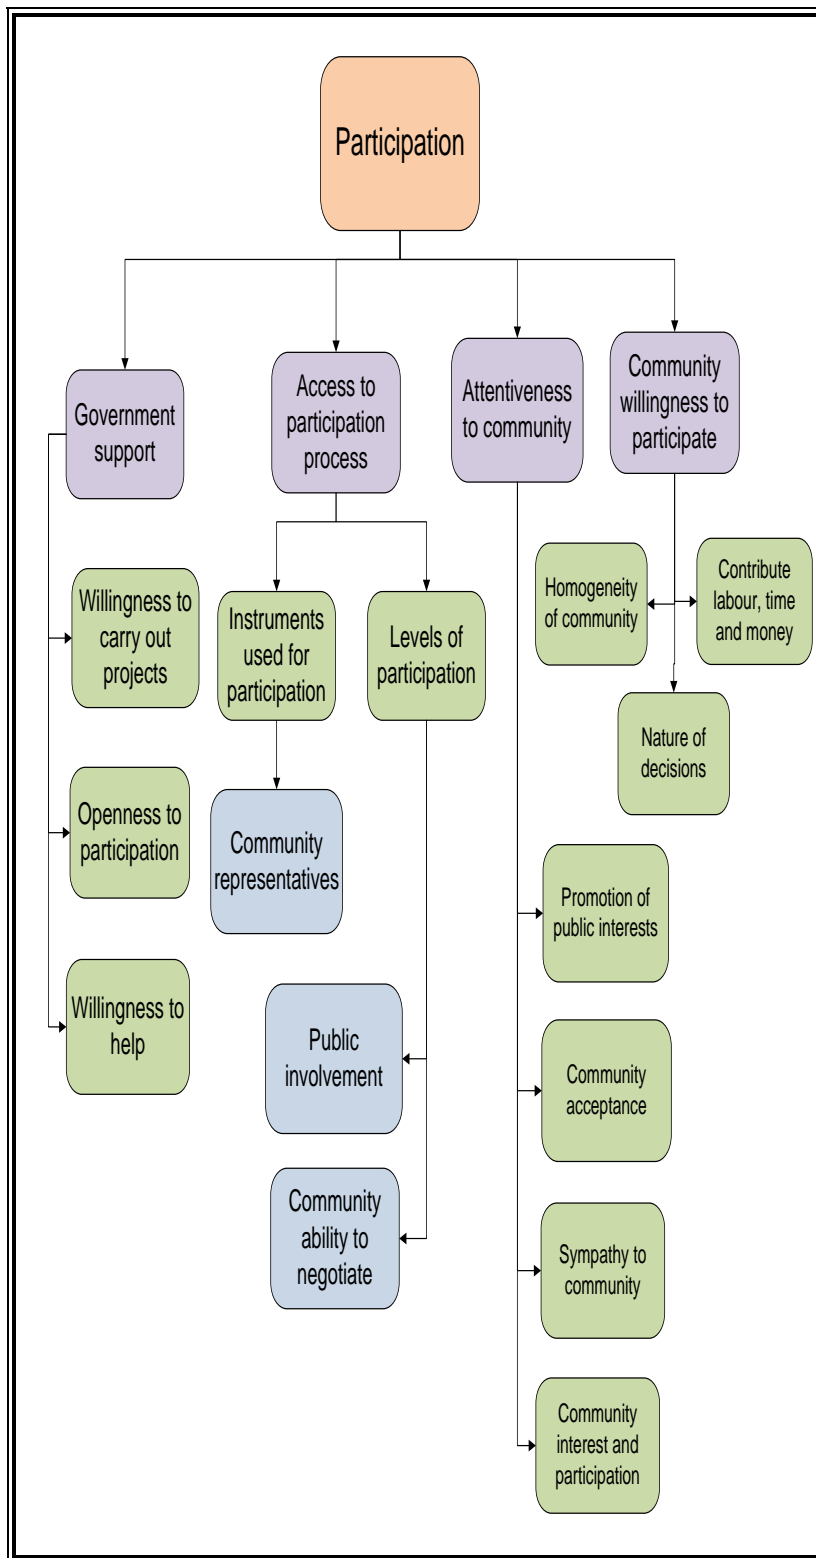 Participation
Government
support
Access to
participation
process
Attentiveness
to community
Community
willingness to
participate
Willingness to
carry out
projects
Openness to
participation
Willingness to
help
Instruments
used for
participation
Levels of
participation
Community
representatives
Public
involvement
Community
ability to
negotiate
Homogeneity
of community
Contribute
labour, time
and money
Nature of
decisions
Promotion of
public interests
Community
acceptance
Sympathy to
community
Community
interest and
participation